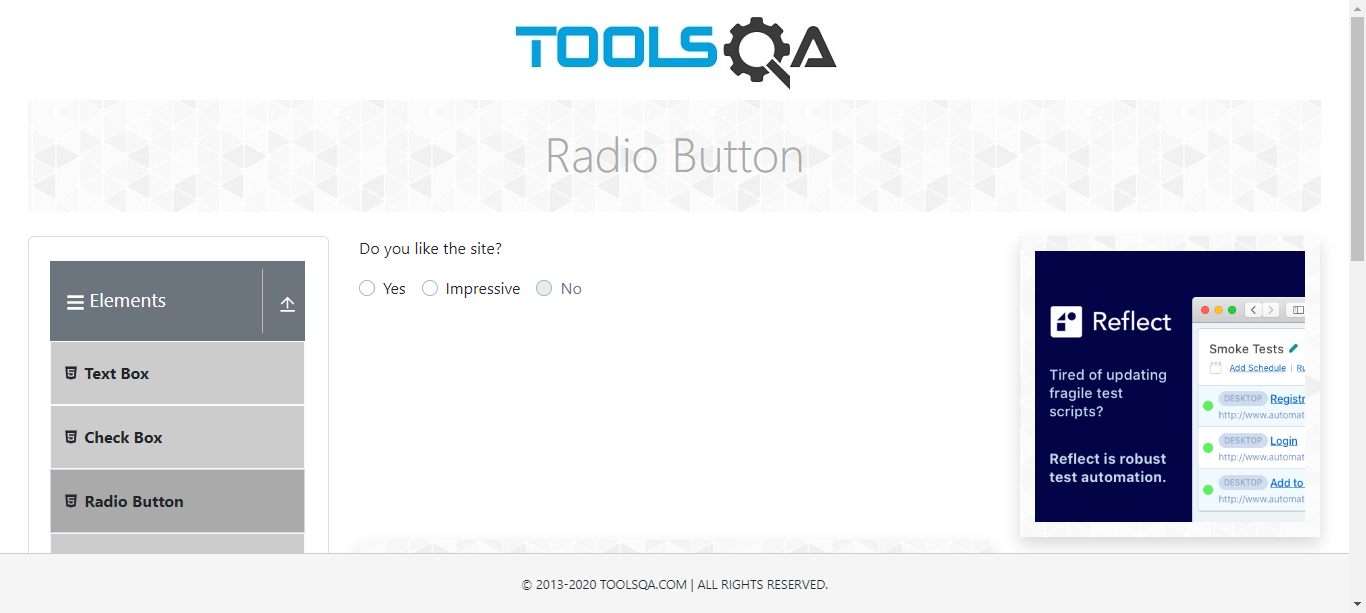 TOOLSQA
Radio Button
Elements
Text Box
Check Box
Radio Button
Do you like the site?
Yes Impressive No
Reflect
Tired of updating
fragile test
scripts?
Reflect is robust
test automation.
Smoke Tests
Add Schedule | Ru
DESKTOP Registr
http://www.automat
DESKTOP Login
http://www.automat
DESKTOP Add to
http://www.automat
© 2013-2020 TOOLSQA.COM | ALL RIGHTS RESERVED.